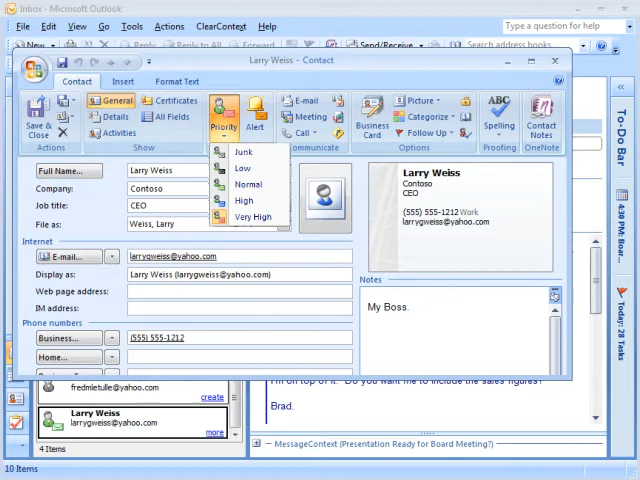 Inbox - Microsoft Outlook
File Edit View Go Tools Actions ClearContext Help
Type a question for help
New Reply Reply to All Forward Send/Receive Search address books
Larry Weiss - Contact
Contact Insert Format Text
Save & Close
General
Details
Activities
Certificates
All Fields
Priority
Alert
E-mail
Meeting
Call
Business Card
Picture
Categorize
Follow Up
ABC
Spelling
Contact Notes
Actions Show Communicate Options Proofing OneNote
Junk
Low
Normal
High
Very High
Full Name... Larry Weiss
Company: Contoso
Job title: CEO
File as: Weiss, Larry
Larry Weiss
Contoso
CEO
(555) 555-1212 Work
larrygweiss@yahoo.com
Internet
E-mail... larrygweiss@yahoo.com
Display as: Larry Weiss (larrygweiss@yahoo.com)
Web page address:
IM address:
Phone numbers
Business... (555) 555-1212
Home...
Notes
My Boss.
To-Do Bar
4:30 PM: Boar...
Today: 28 Tasks
fredmletulle@yahoo.com
create
Larry Weiss
larrygweiss@yahoo.com
more
4 Items
I'm on top of it. Do you want me to include the sales figures?
Brad.
MessageContext (Presentation Ready for Board Meeting?)
10 Items